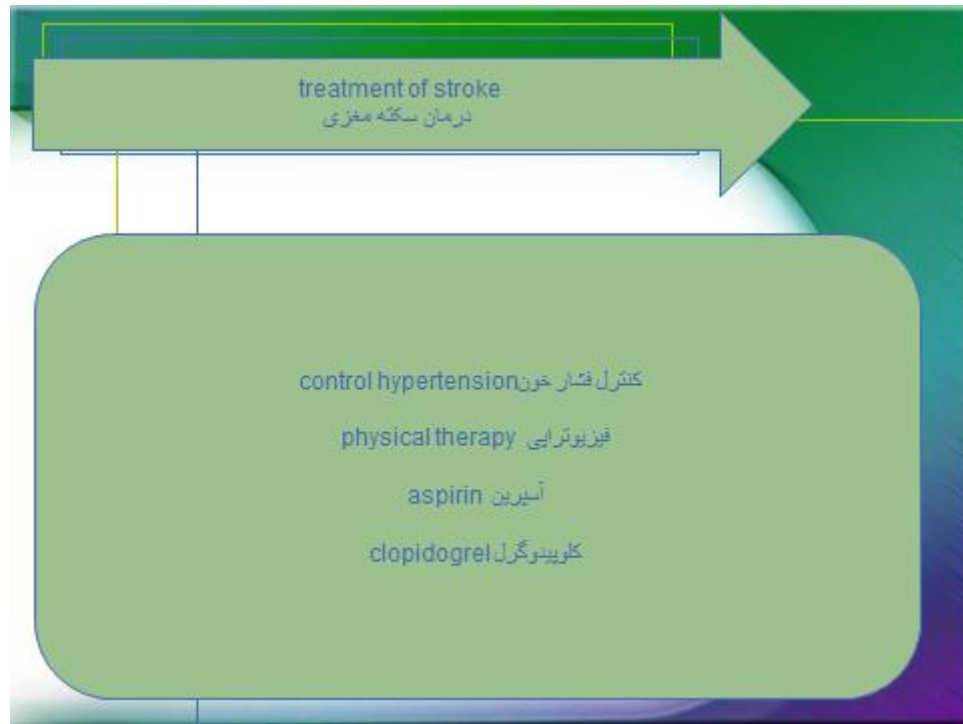 treatment of stroke
درمان سکته مغزی
کنترل فشار خونcontrol hypertension
فیزیوتراپی physical therapy
آسپرین aspirin
کلوپیدوگرل clopidogrel